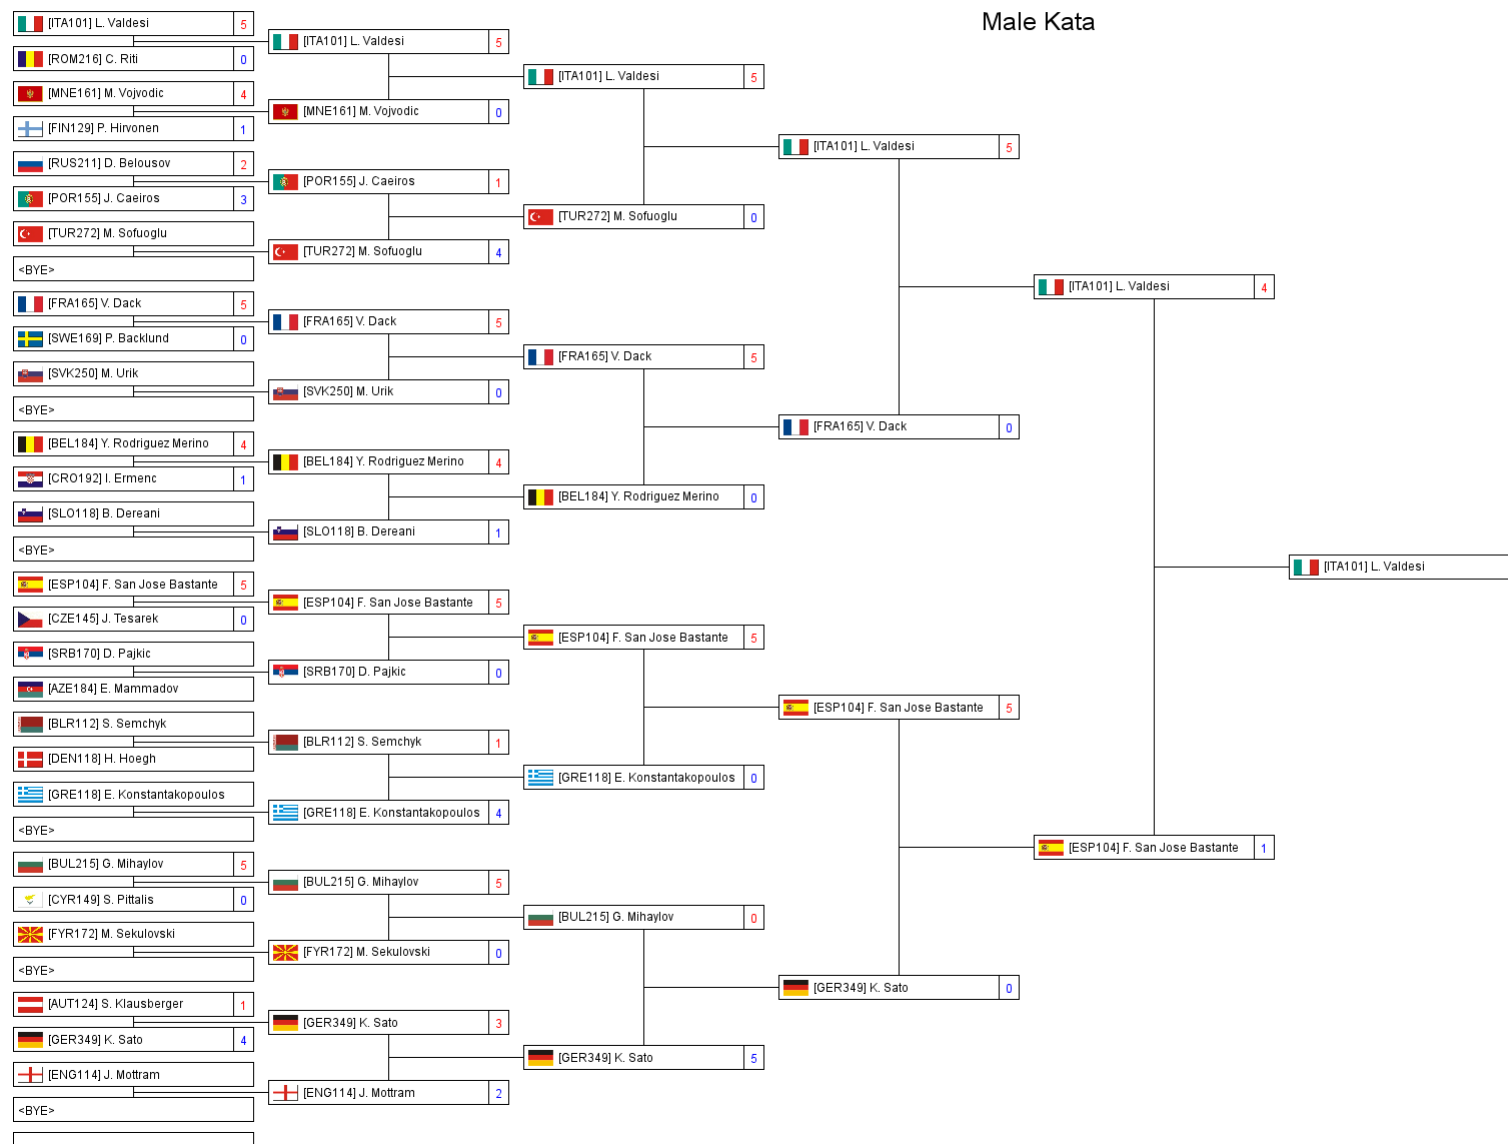 Male Kata
[ITA101] L. Valdesi 5
[ROM216] C. Riti 0
[MNE161] M. Vojvodic 4
[FIN129] P. Hirvonen 1
[RUS211] D. Belousov 2
[POR155] J. Caeiros 3
[TUR272] M. Sofuoglu
<BYE>
[FRA165] V. Dack 5
[SWE169] P. Backlund 0
[SVK250] M. Urik
<BYE>
[BEL184] Y. Rodriguez Merino 4
[CRO192] I. Ermenc 1
[SLO118] B. Dereani
<BYE>
[ESP104] F. San Jose Bastante 5
[CZE145] J. Tesarek 0
[SRB170] D. Pajkic
[AZE184] E. Mammadov
[BLR112] S. Semchyk
[DEN118] H. Hoegh
[GRE118] E. Konstantakopoulos
<BYE>
[BUL215] G. Mihaylov 5
[CYR149] S. Pittalis 0
[FYR172] M. Sekulovski
<BYE>
[AUT124] S. Klausberger 1
[GER349] K. Sato 4
[ENG114] J. Mottram
<BYE>
[ITA101] L. Valdesi 5
[MNE161] M. Vojvodic 0
[POR155] J. Caeiros 1
[TUR272] M. Sofuoglu 4
[FRA165] V. Dack 5
[SVK250] M. Urik 0
[BEL184] Y. Rodriguez Merino 4
[SLO118] B. Dereani 1
[ESP104] F. San Jose Bastante 5
[SRB170] D. Pajkic 0
[BLR112] S. Semchyk 1
[GRE118] E. Konstantakopoulos 4
[BUL215] G. Mihaylov 5
[FYR172] M. Sekulovski 0
[GER349] K. Sato 3
[ENG114] J. Mottram 2
[ITA101] L. Valdesi 5
[TUR272] M. Sofuoglu 0
[FRA165] V. Dack 5
[BEL184] Y. Rodriguez Merino 0
[ESP104] F. San Jose Bastante 5
[GRE118] E. Konstantakopoulos 0
[BUL215] G. Mihaylov 0
[GER349] K. Sato 5
[ITA101] L. Valdesi 5
[FRA165] V. Dack 0
[ESP104] F. San Jose Bastante 5
[GER349] K. Sato 0
[ITA101] L. Valdesi 4
[ESP104] F. San Jose Bastante 1
[ITA101] L. Valdesi